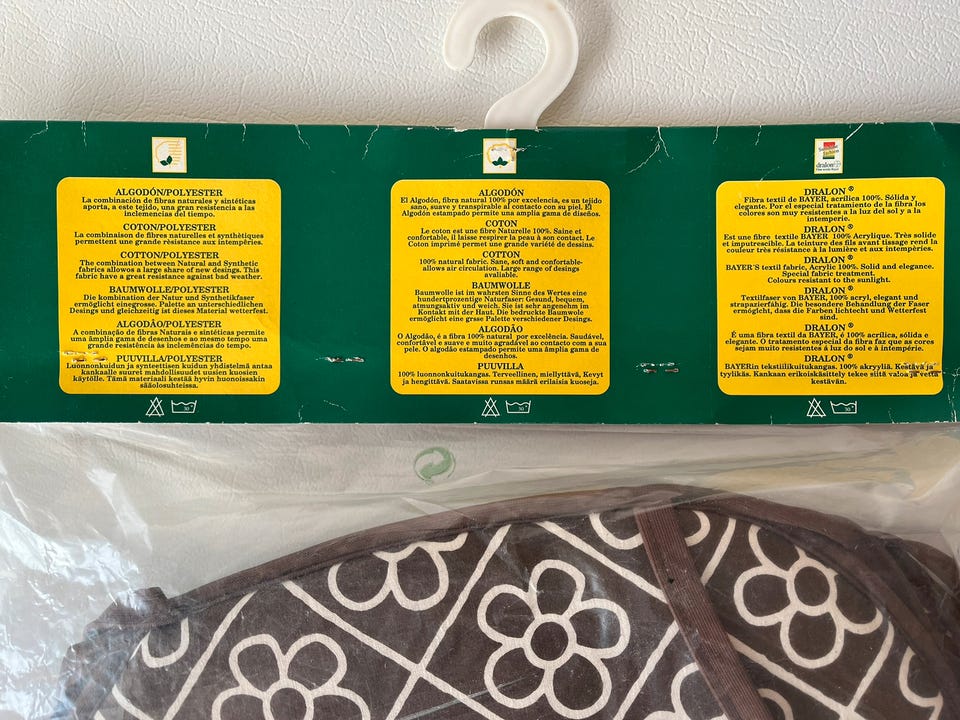 ALGODÓN/POLYESTER
La combinación de fibras naturales y sintéticas
aporta, a este tejido, una gran resistencia a las
inclemencias del tiempo.
COTON/POLYESTER
La combinaison de fibres naturelles et synthètiques
permettent une grande rèsistance aux intempêries.
COTTON/POLYESTER
The combination between Natural and Synthetic
fabrics allowos a large share of new desings. This
fabric have a great resistance against bad weather.
BAUMWOLLE/POLYESTER
Die kombination der Natur und Synthetikfaser
ermöglicht einegrosse. Palette an unterschiedlichen
Desings und gleichzeitig ist dieses Material wetterfest.
ALGODÃO/POLYESTER
A combinação de fibras Naturais e sintéticas permite
uma âmplia gama de desenhos e ao mesmo tempo uma
grande resistência às inclemências do tempo.
PUUVILLA/POLYESTER
Luonnonkuidun ja synteettisen kuidun yhdistelmä antaa
kankaalle suuret mahdollisuudet uusien kuosien
käytölle. Tämä materiaali kestää hyvin huonoissakin
sääolosuhteissa.
30°
ALGODÓN
El Algodón, fibra natural 100% por excelencia, es un tejido
sano, suave y transpirable al contacto con su piel. El
Algodón estampado permite una amplia gama de diseños.
COTON
Le coton est une fibre Naturelle 100%. Saine et
confortable, il laisse respirer la peau à son contact. Le
Coton imprimé permet une grande variété de dessins.
COTTON
100% natural fabric. Sane, soft and confortable-
allows air circulation. Large range of desings
avaliable.
BAUMWOLLE
Baumwolle ist im wahrsten Sinne des Wertes eine
hundertprozentige Naturfaser: Gesund, bequem,
atmungsaktiv und weich. Sie ist sehr angenehm im
Kontakt mit der Haut. Die bedruckte Baumwole
ermöglicht eine grosse Palette verschiedener Desings.
ALGODÃO
O Algodão, é a fibra 100% natural por excelência. Saudável,
confortável e suave e muito agradavel ao contacto com a sua
pele. O algodão estampado permite uma âmplia gama de
desenhos.
PUUVILLA
100% luonnonkuitukangas. Terveellinen, miellyttävä, Kevyt
ja hengittävä. Saatavissa runsas määrä erilaisia kuoseja.
30°
dralon
DRALON ®
Fibra textil de BAYER, acrílica 100%. Sólida y
elegante. Por el especial tratamiento de la fibra los
colores son muy resistentes a la luz del sol y a la
intemperie.
DRALON ®
Est une fibre textile BAYER 100% Acrylique. Très solide
et imputrescible. La teinture des fils avant tissage rend la
couleur très résistance à la lumière et aux intempèries.
DRALON ®
BAYER'S textil fabric, Acrylic 100%. Solid and elegance.
Special fabric treatment.
Colours resistant to the sunlight.
DRALON ®
Textilfaser von BAYER, 100% acryl, elegant und
strapazierfähig. Die besondere Behandlung der Faser
ermöglcht, dass die Farben lichtecht und Wetterfest
sind.
DRALON ®
É uma fibra textil da BAYER, é 100% acrílica, sólida e
elegante. O tratamento especial da fibra faz que as cores
sejam muito resistentes à luz do sol e à intempérie.
DRALON ®
BAYERin tekstiilikuitukangas. 100% akryyliä. Kestävä ja
tyylikäs. Kankaan erikoiskäsittely tekee siitä valoa ja vettä
kestävän.
30°